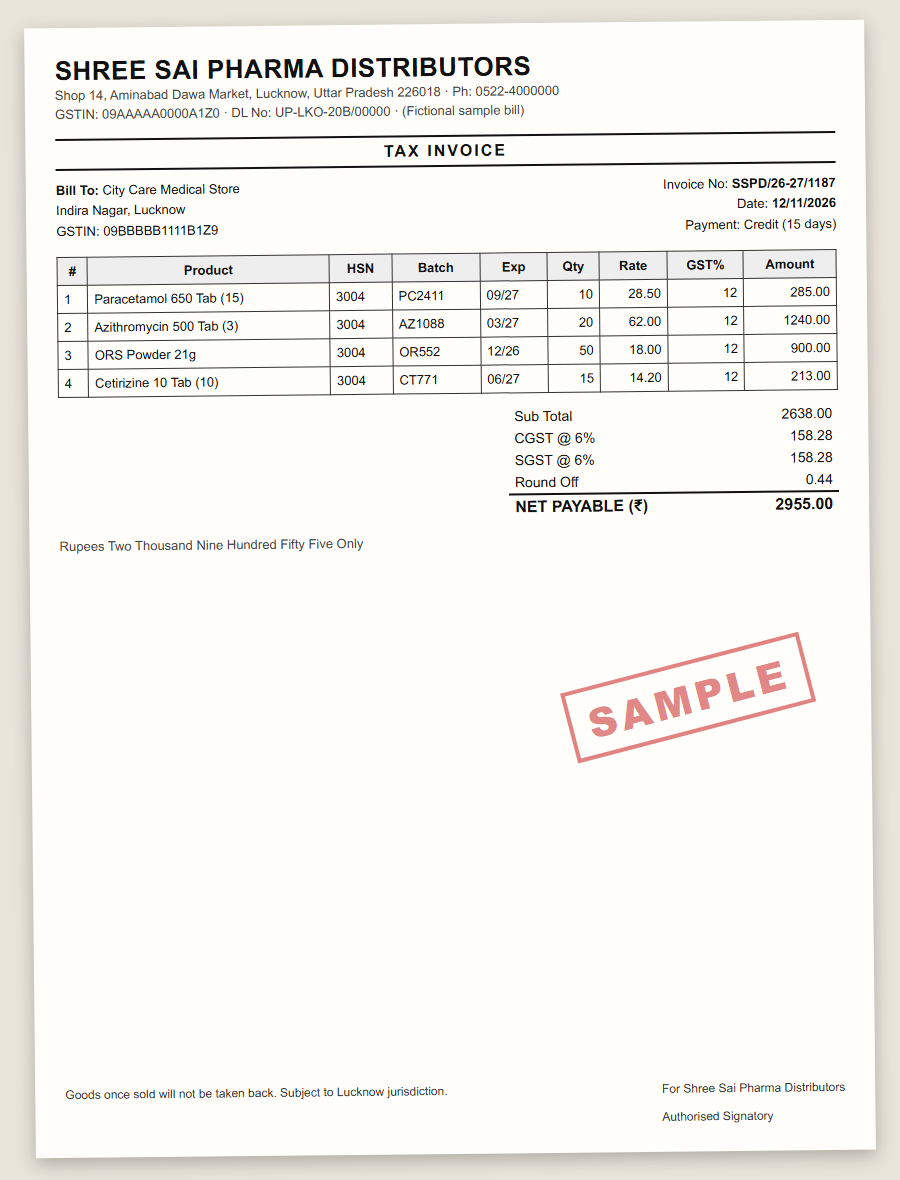 SHREE SAI PHARMA DISTRIBUTORS
Shop 14, Aminabad Dawa Market, Lucknow, Uttar Pradesh 226018 · Ph: 0522-4000000
GSTIN: 09AAAAA0000A1Z0 · DL No: UP-LKO-20B/00000 · (Fictional sample bill)
TAX INVOICE
Bill To: City Care Medical Store
Indira Nagar, Lucknow
GSTIN: 09BBBBB1111B1Z9
Invoice No: SSPD/26-27/1187
Date: 12/11/2026
Payment: Credit (15 days)
# Product HSN Batch Exp Qty Rate GST% Amount
1 Paracetamol 650 Tab (15) 3004 PC2411 09/27 10 28.50 12 285.00
2 Azithromycin 500 Tab (3) 3004 AZ1088 03/27 20 62.00 12 1240.00
3 ORS Powder 21g 3004 OR552 12/26 50 18.00 12 900.00
4 Cetirizine 10 Tab (10) 3004 CT771 06/27 15 14.20 12 213.00
Sub Total 2638.00
CGST @ 6% 158.28
SGST @ 6% 158.28
Round Off 0.44
NET PAYABLE (₹) 2955.00
Rupees Two Thousand Nine Hundred Fifty Five Only
SAMPLE
Goods once sold will not be taken back. Subject to Lucknow jurisdiction.
For Shree Sai Pharma Distributors
Authorised Signatory